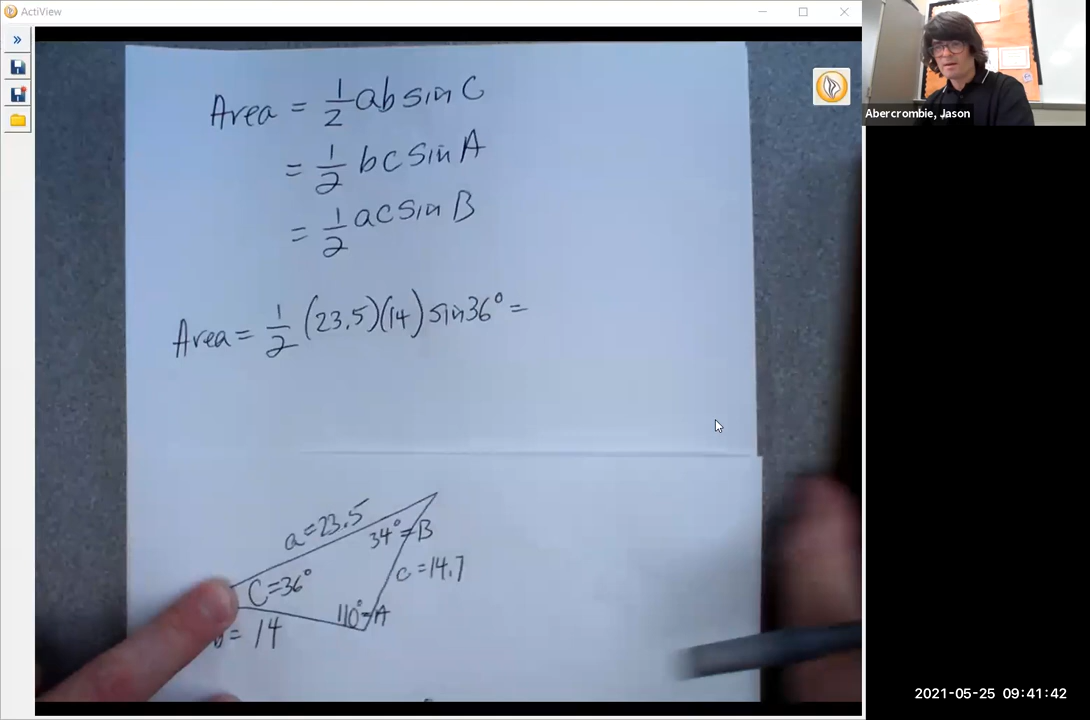 ActiView
Area = 1/2 ab sin C
= 1/2 bc sin A
= 1/2 ac sin B
Area = 1/2 (23.5)(14) sin 36° =
a = 23.5
34° = B
C = 36°
c = 14.7
110° = A
= 14
Abercrombie, Jason
2021-05-25 09:41:42